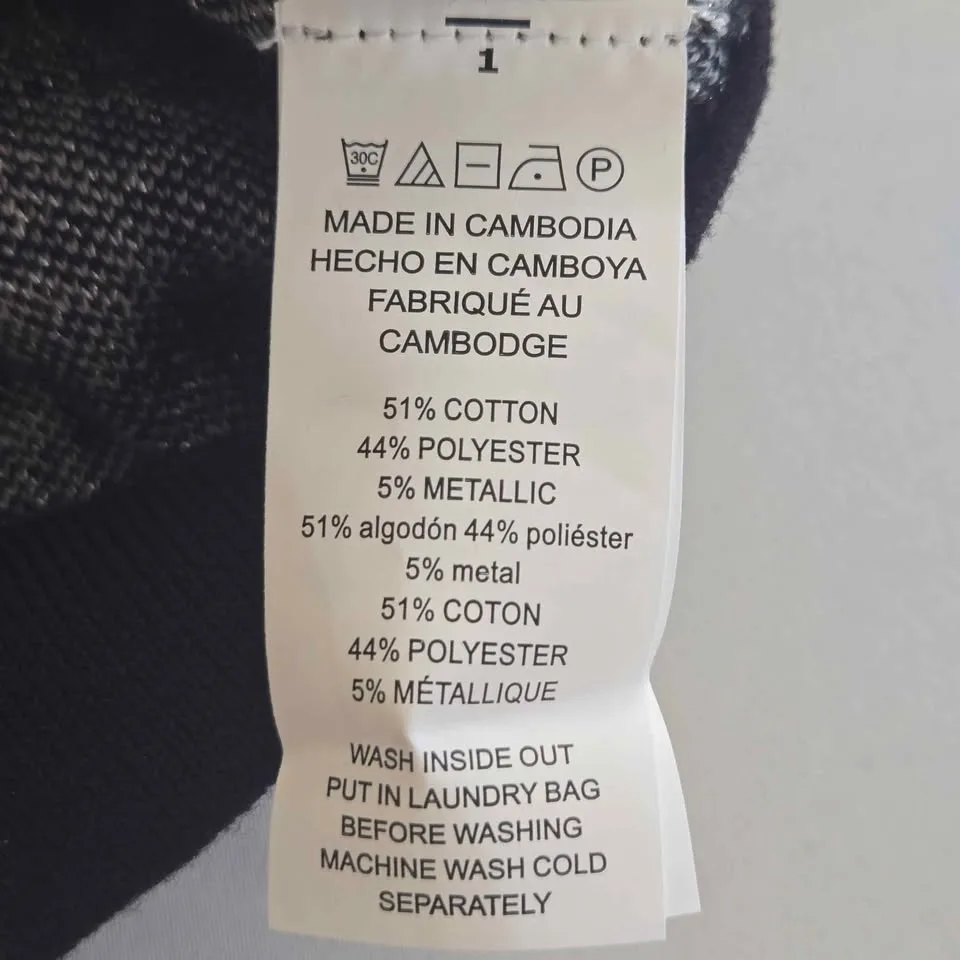 1
30C
P
MADE IN CAMBODIA
HECHO EN CAMBOYA
FABRIQUÉ AU
CAMBODGE
51% COTTON
44% POLYESTER
5% METALLIC
51% algodón 44% poliéster
5% metal
51% COTON
44% POLYESTER
5% MÉTALLIQUE
WASH INSIDE OUT
PUT IN LAUNDRY BAG
BEFORE WASHING
MACHINE WASH COLD
SEPARATELY